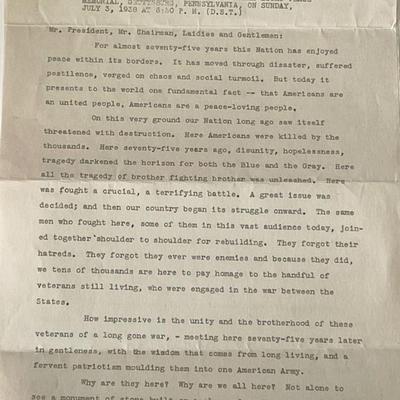 MEMORIAL, GETTYSBURG, PENNSYLVANIA, ON SUNDAY,
JULY 3, 1938 AT 6:30 P. M. (D.S.T.)
Mr. President, Mr. Chairman, Laidies and Gentlemen:
For almost seventy-five years this Nation has enjoyed
peace within its borders. It has moved through disaster, suffered
pestilence, verged on chaos and social turmoil. But today it
presents to the world one fundamental fact -- that Americans are
an united people, Americans are a peace-loving people.
On this very ground our Nation long ago saw itself
threatened with destruction. Here Americans were killed by the
thousands. Here seventy-five years ago, disunity, hopelessness,
tragedy darkened the horizon for both the Blue and the Gray. Here
all the tragedy of brother fighting brother was unleashed. Here
was fought a crucial, a terrifying battle. A great issue was
decided; and then our country began its struggle onward. The same
men who fought here, some of them in this vast audience today, join-
ed together shoulder to shoulder for rebuilding. They forgot their
hatreds. They forgot they ever were enemies and because they did,
we tens of thousands are here to pay homage to the handful of
veterans still living, who were engaged in the war between the
States.
How impressive is the unity and the brotherhood of these
veterans of a long gone war, - meeting here seventy-five years later
in gentleness, with the wisdom that comes from long living, and a
fervent patriotism moulding them into one American Army.
Why are they here? Why are we all here? Not alone to
see a monument of stone built